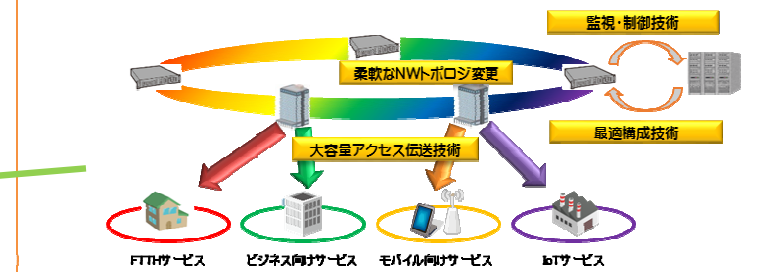 監視・制御技術
柔軟なNWトポロジ変更
最適構成技術
大容量アクセス伝送技術
FTTHサービス
ビジネス向けサービス
モバイル向けサービス
IoTサービス